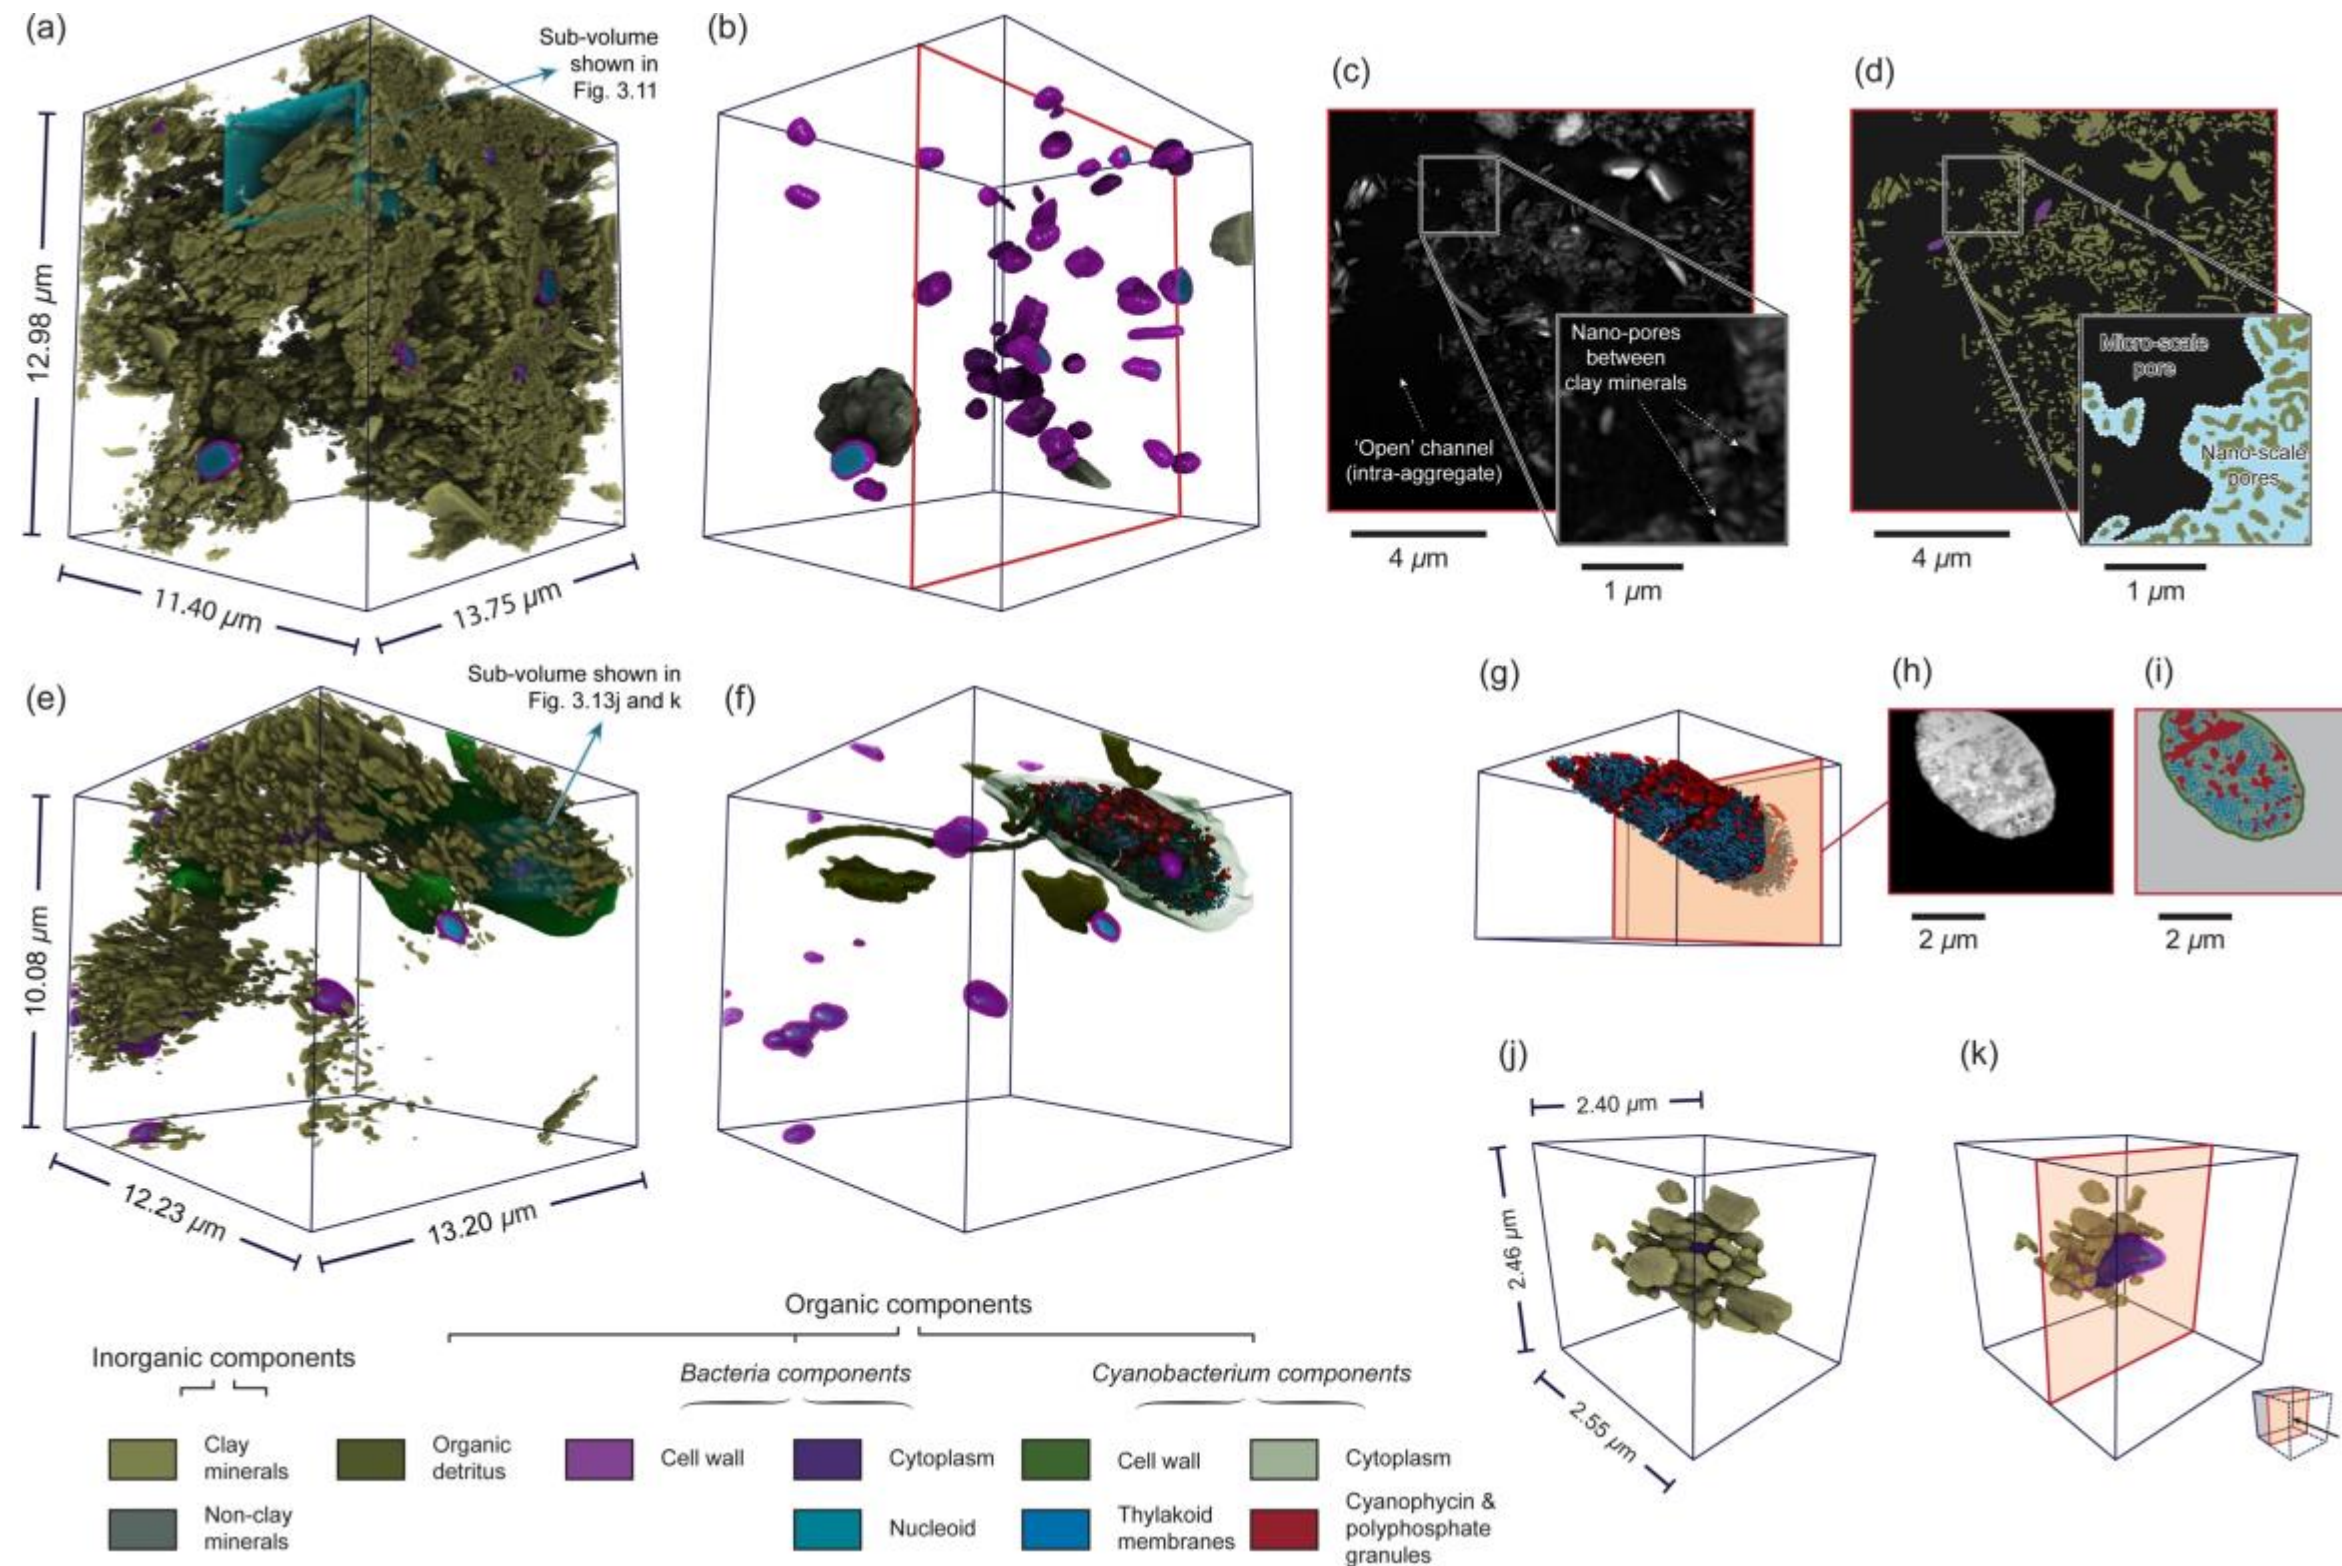 (a)
Sub-volume
shown in
Fig. 3.11
12.98 µm
11.40 µm
13.75 µm
(b)
(c)
Nano-pores
between
clay minerals
'Open' channel
(intra-aggregate)
4 µm
1 µm
(d)
Micro-scale
pore
Nano-scale
pores
4 µm
1 µm
(e)
Sub-volume shown in
Fig. 3.13j and k
10.08 µm
12.23 µm
13.20 µm
(f)
(g)
(h)
2 µm
(i)
2 µm
(j)
2.40 µm
2.46 µm
2.55 µm
(k)
Organic components
Inorganic components
Bacteria components
Cyanobacterium components
Clay
minerals
Organic
detritus
Cell wall
Cytoplasm
Cell wall
Cytoplasm
Non-clay
minerals
Nucleoid
Thylakoid
membranes
Cyanophycin &
polyphosphate
granules